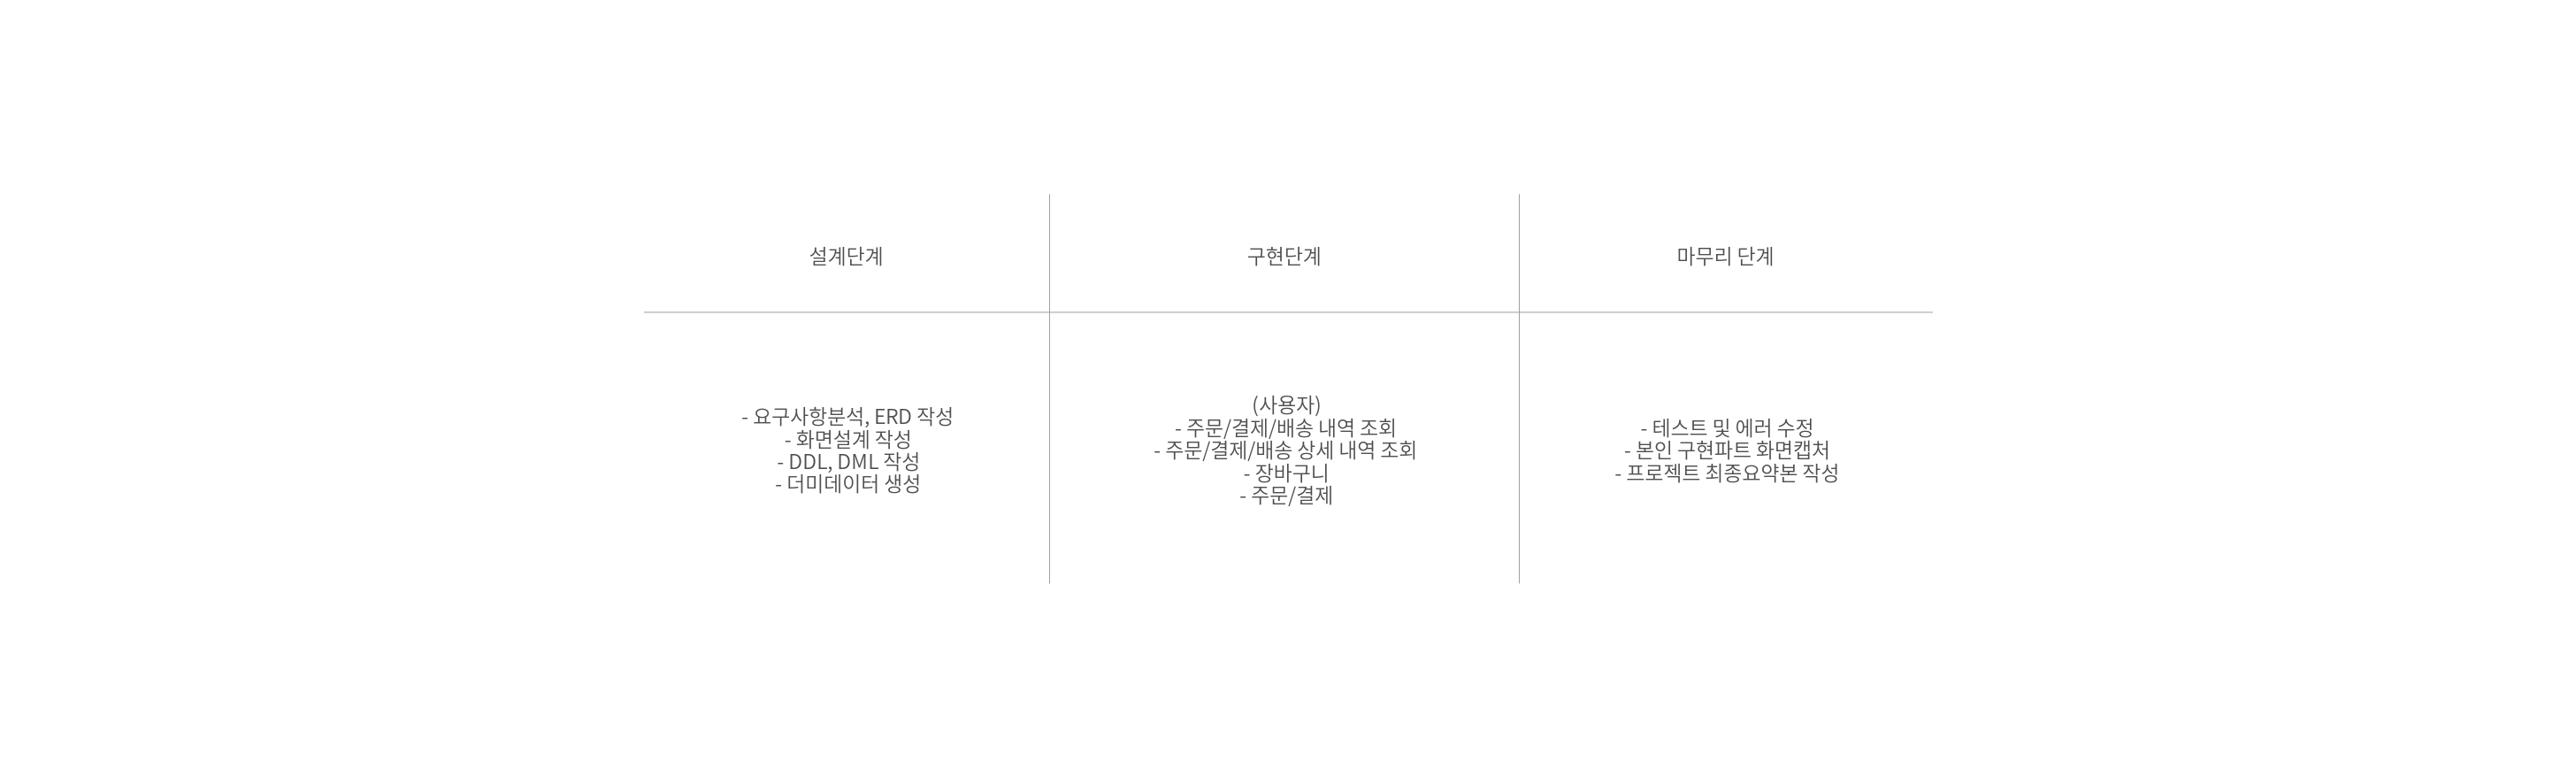 설계단계
구현단계
마무리 단계
- 요구사항분석, ERD 작성
- 화면설계 작성
- DDL, DML 작성
- 더미데이터 생성
(사용자)
- 주문/결제/배송 내역 조회
- 주문/결제/배송 상세 내역 조회
- 장바구니
- 주문/결제
- 테스트 및 에러 수정
- 본인 구현파트 화면캡처
- 프로젝트 최종요약본 작성